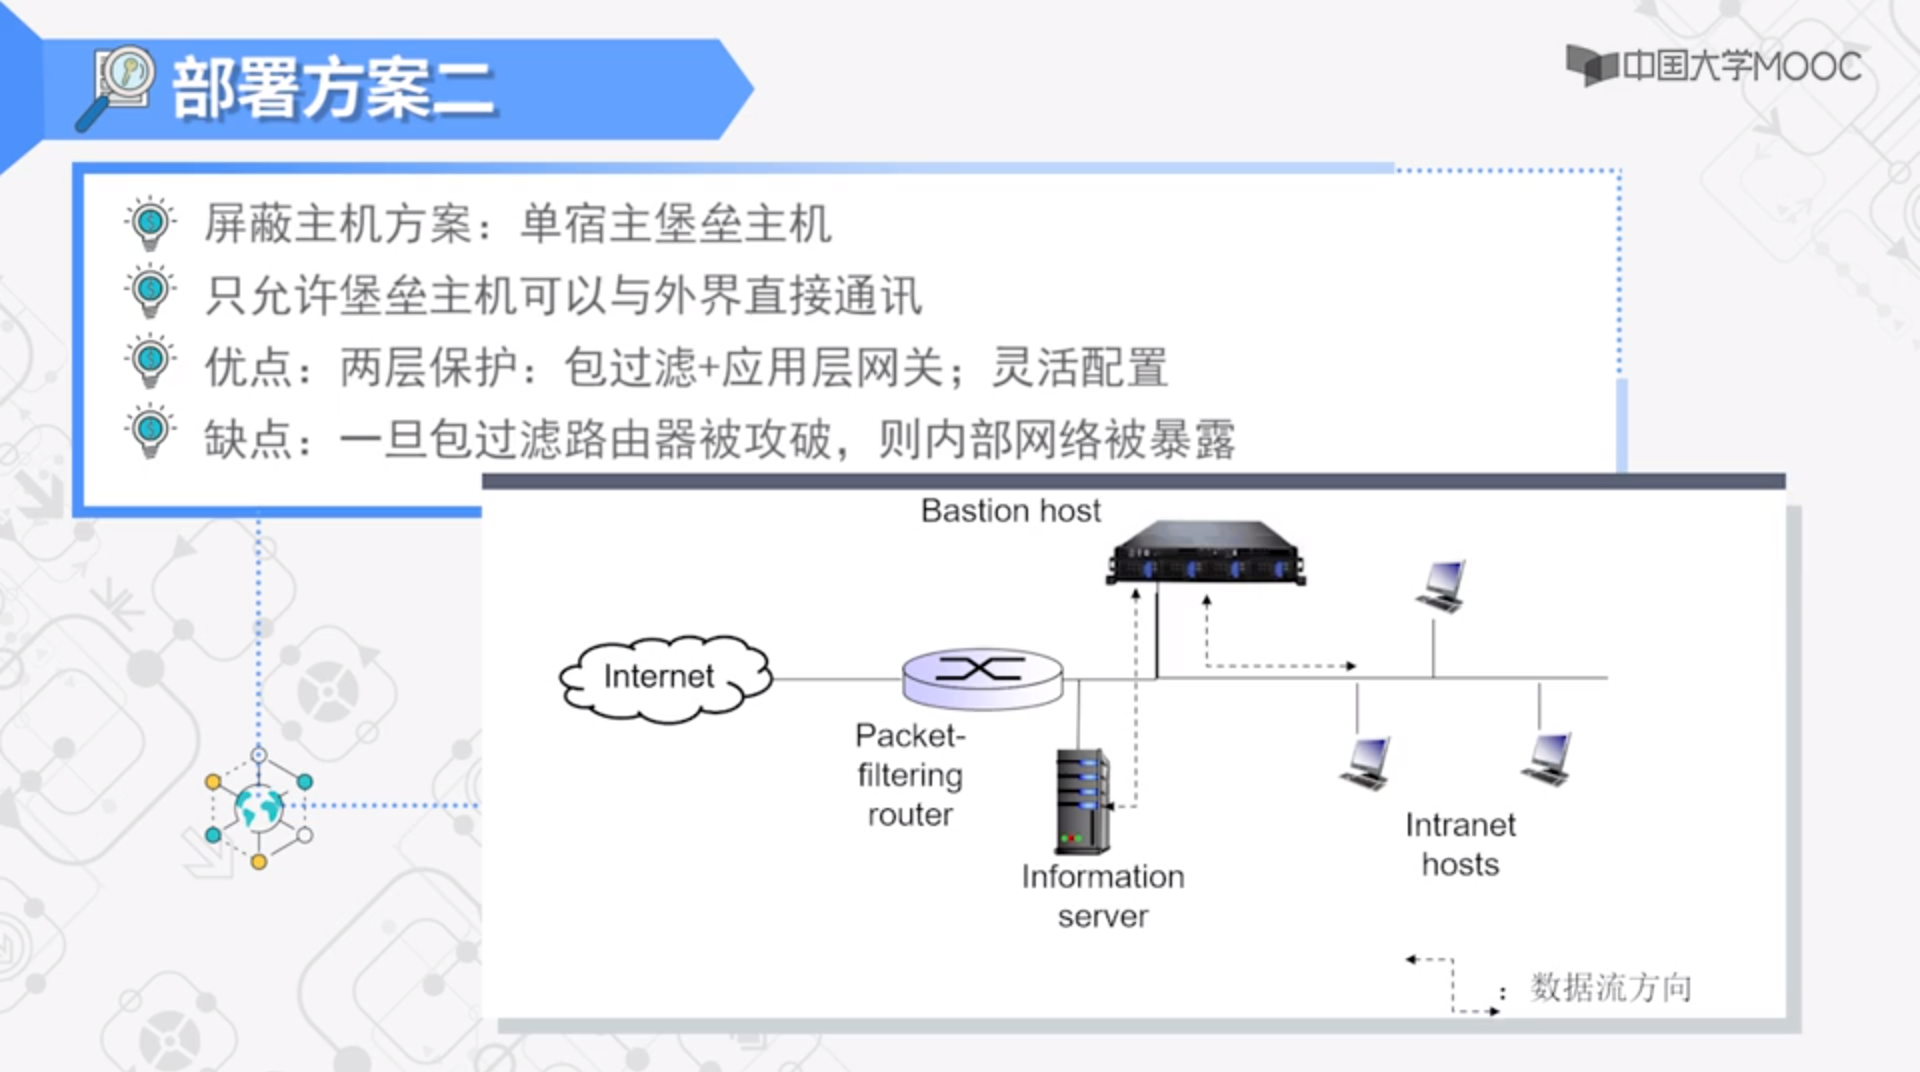 部署方案二
中国大学MOOC
屏蔽主机方案：单宿主堡垒主机
只允许堡垒主机可以与外界直接通讯
优点：两层保护：包过滤+应用层网关；灵活配置
缺点：一旦包过滤路由器被攻破，则内部网络被暴露
Bastion host
Internet
Packet-
filtering
router
Information
server
Intranet
hosts
：数据流方向